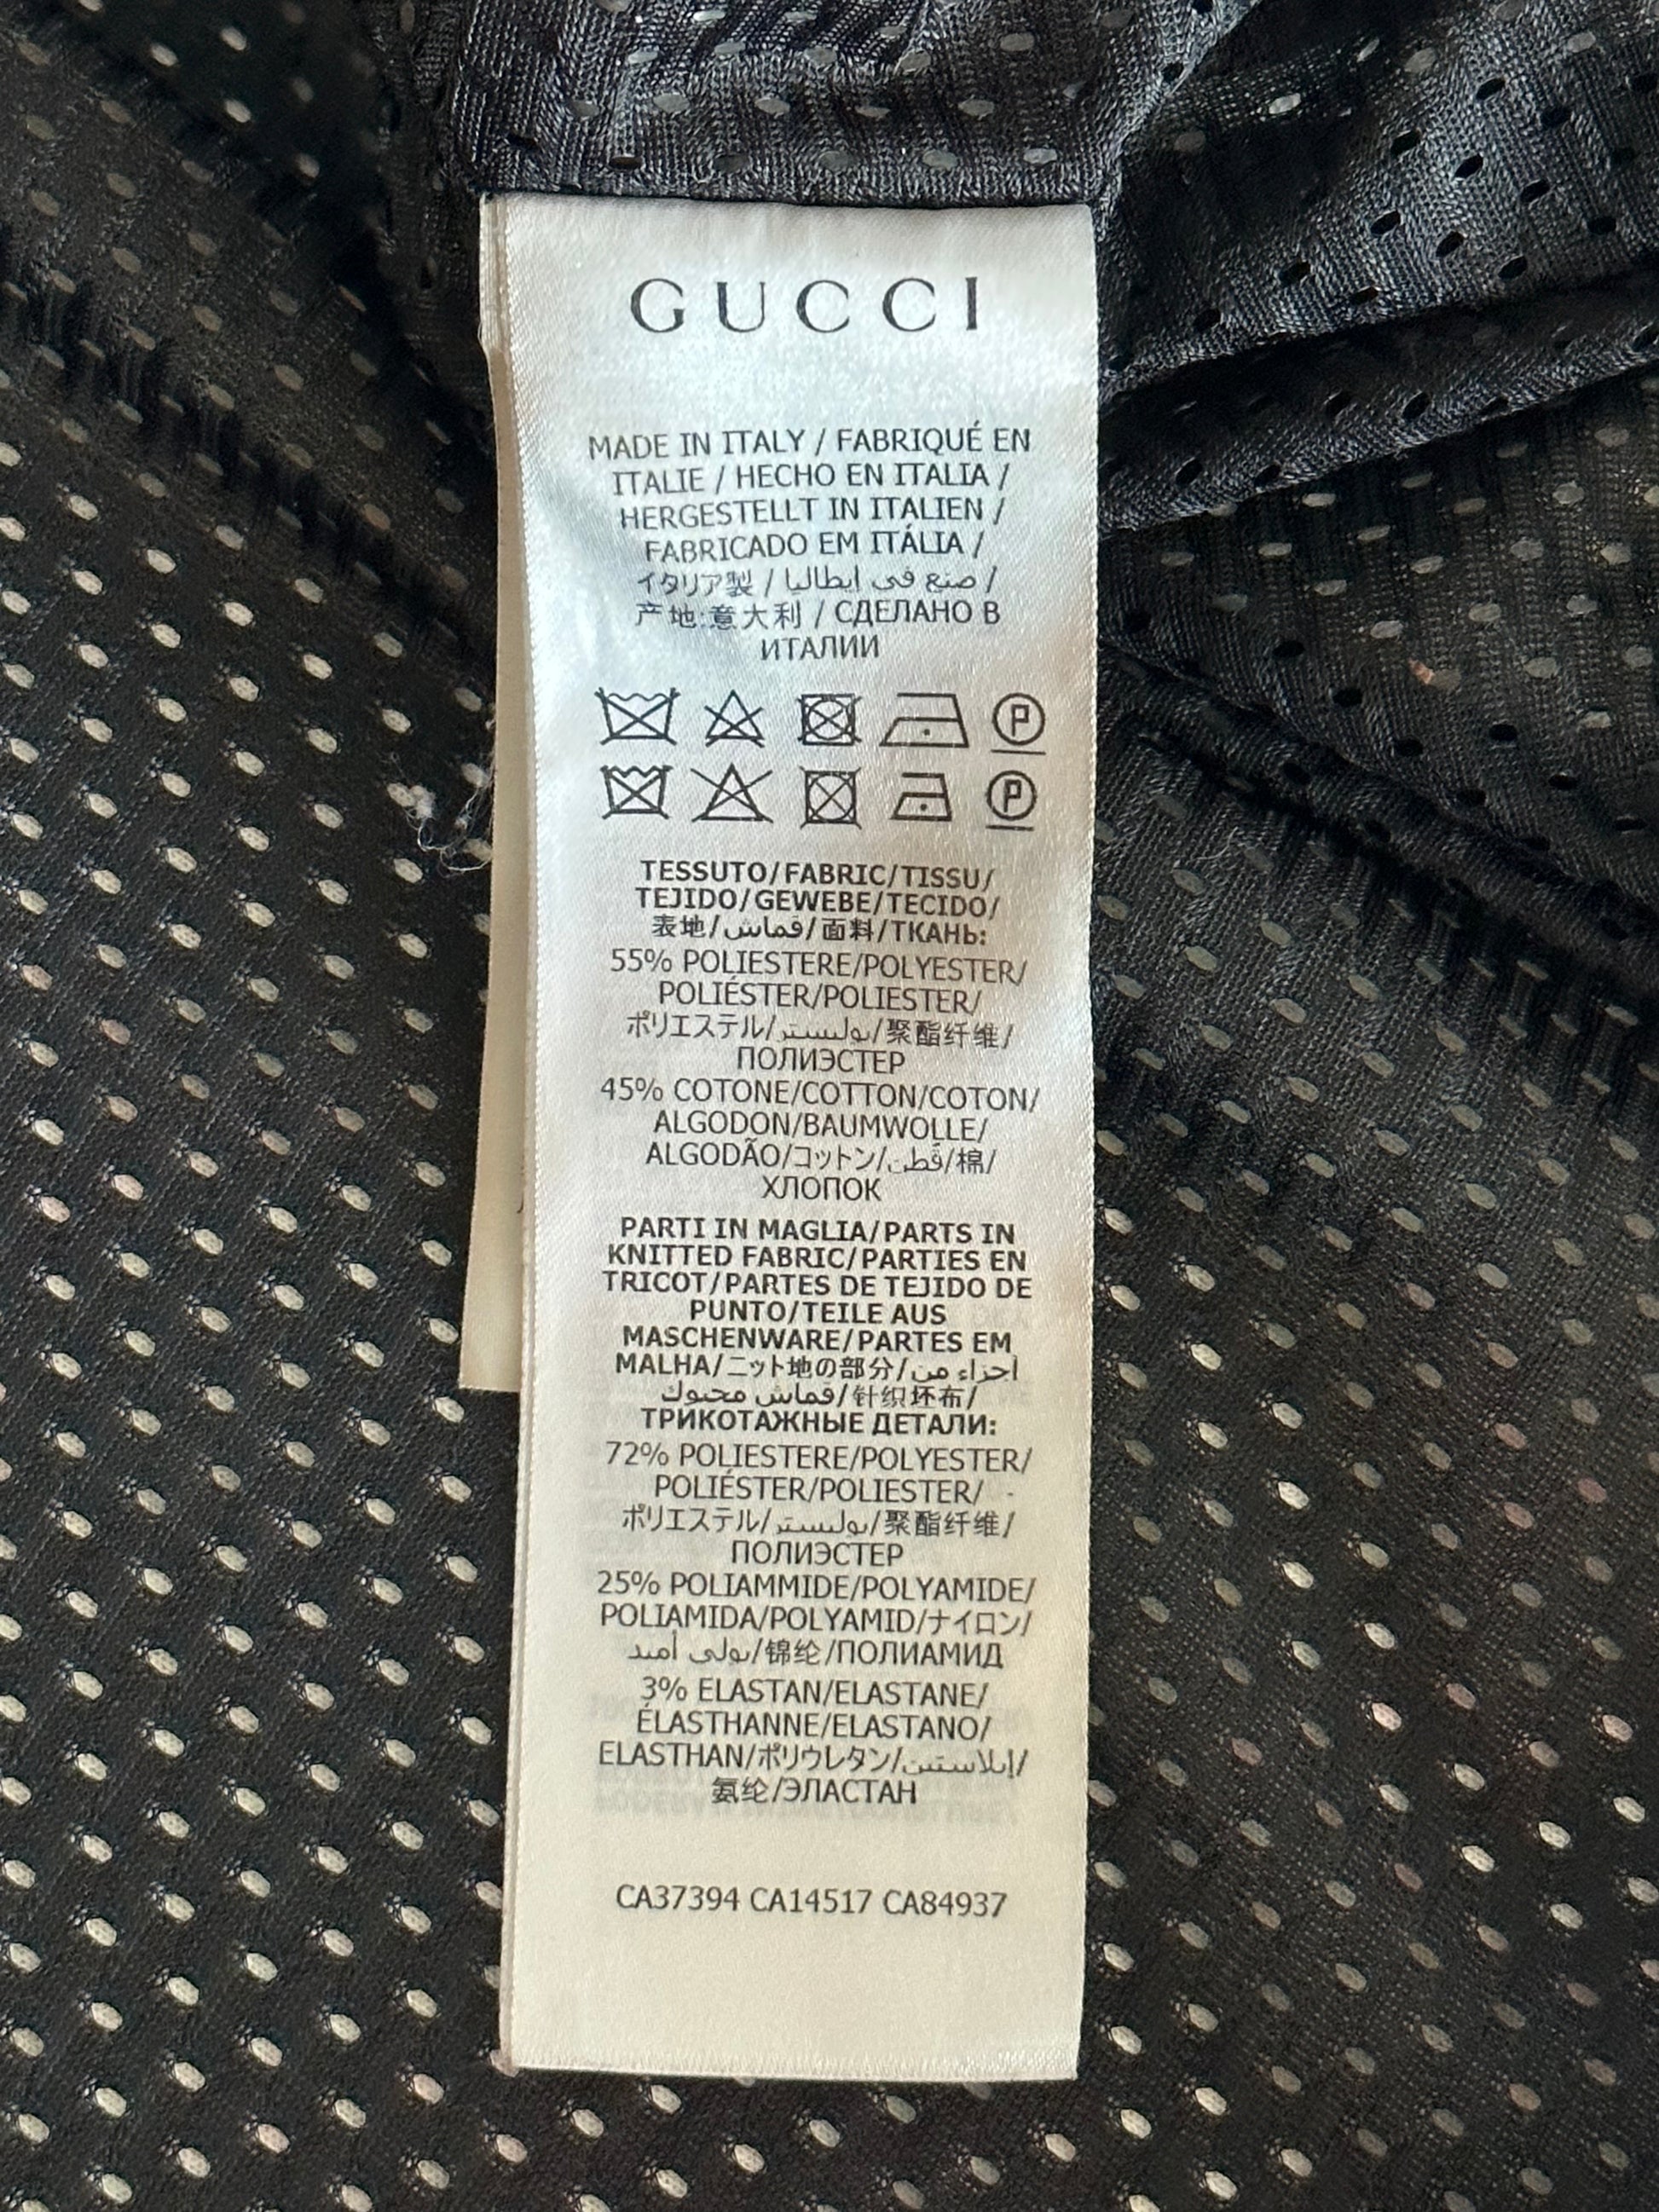 GUCCI
MADE IN ITALY / FABRIQUÉ EN
ITALIE / HECHO EN ITALIA /
HERGESTELLT IN ITALIEN /
FABRICADO EM ITÁLIA /
イタリア製 / صنع في إيطاليا /
产地:意大利 / СДЕЛАНО В
ИТАЛИИ
P
P
TESSUTO/FABRIC/TISSU/
TEJIDO/GEWEBE/TECIDO/
表地/قماش/面料/ТКАНЬ:
55% POLIESTERE/POLYESTER/
POLIÉSTER/POLIESTER/
ポリエステル/بوليستر/聚酯纤维/
ПОЛИЭСТЕР
45% COTONE/COTTON/COTON/
ALGODON/BAUMWOLLE/
ALGODÃO/コットン/قطن/棉/
ХЛОПОК
PARTI IN MAGLIA/PARTS IN
KNITTED FABRIC/PARTIES EN
TRICOT/PARTES DE TEJIDO DE
PUNTO/TEILE AUS
MASCHENWARE/PARTES EM
MALHA/ニット地の部分/أجزاء من
قماش محبوك/针织坯布/
ТРИКОТАЖНЫЕ ДЕТАЛИ:
72% POLIESTERE/POLYESTER/
POLIÉSTER/POLIESTER/
ポリエステル/بوليستر/聚酯纤维/
ПОЛИЭСТЕР
25% POLIAMMIDE/POLYAMIDE/
POLIAMIDA/POLYAMID/ナイロン/
بولي أميد/锦纶/ПОЛИАМИД
3% ELASTAN/ELASTANE/
ÉLASTHANNE/ELASTANO/
ELASTHAN/ポリウレタン/إيلاستين/
氨纶/ЭЛАСТАН
CA37394 CA14517 CA84937